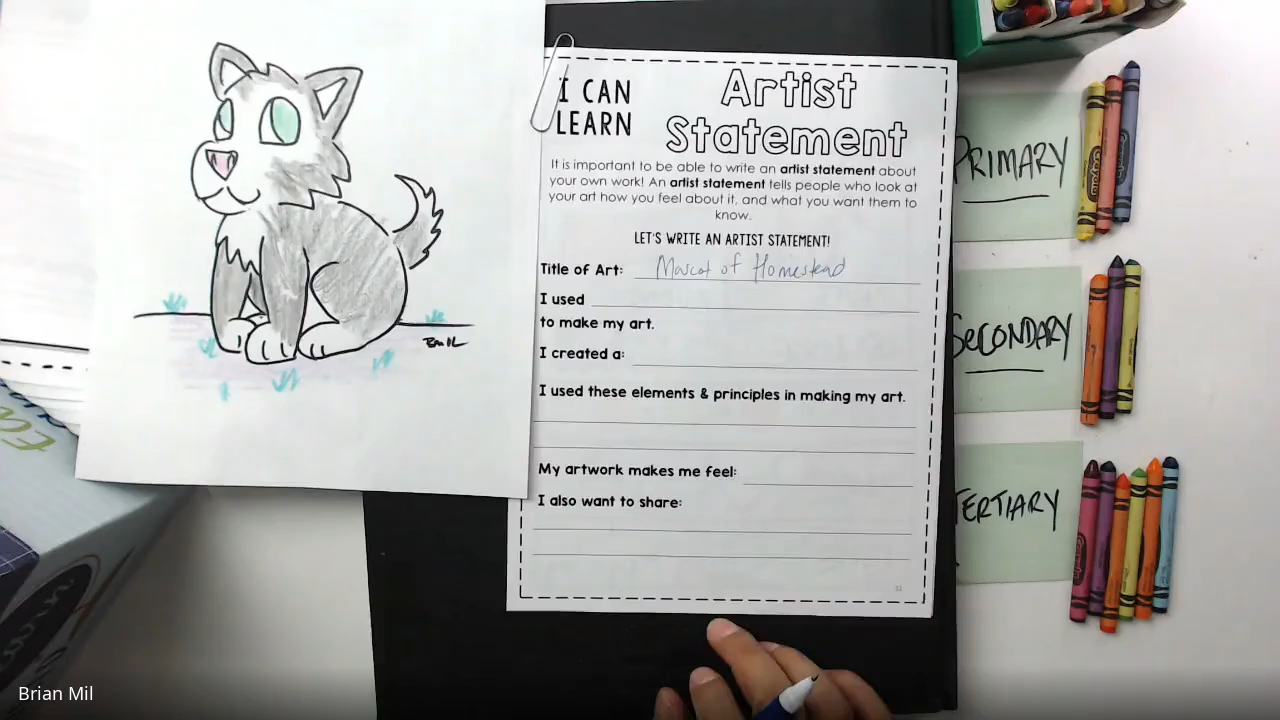 I CAN
LEARN
Artist
Statement
It is important to be able to write an artist statement about
your own work! An artist statement tells people who look at
your art how you feel about it, and what you want them to
know.
LET'S WRITE AN ARTIST STATEMENT!
Title of Art: Mascot of Homestead
I used
to make my art.
I created a:
I used these elements & principles in making my art.
My artwork makes me feel:
I also want to share:
PRIMARY
SECONDARY
TERTIARY
Brian Mil